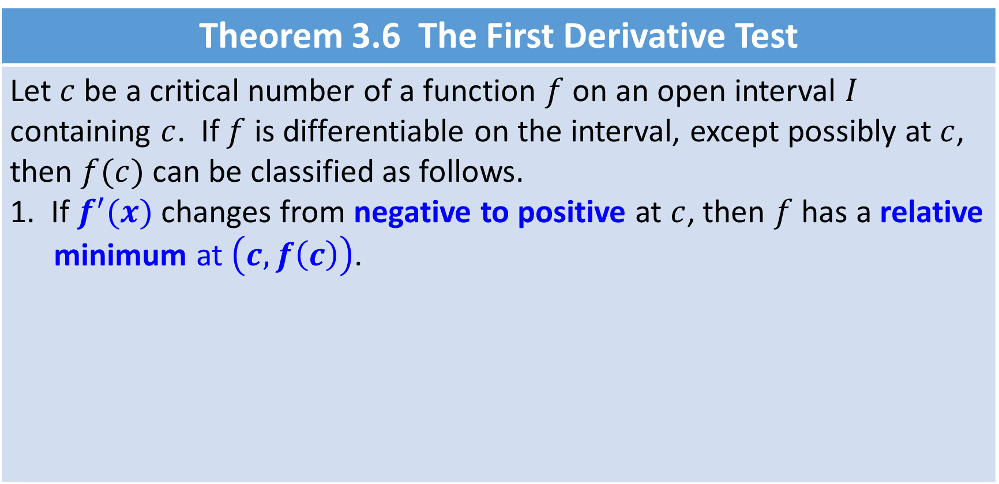 Theorem 3.6  The First Derivative Test
Let c be a critical number of a function f on an open interval I
containing c.  If f is differentiable on the interval, except possibly at c,
then f(c) can be classified as follows.
1.  If f′(x) changes from negative to positive at c, then f has a relative
minimum at (c, f(c)).